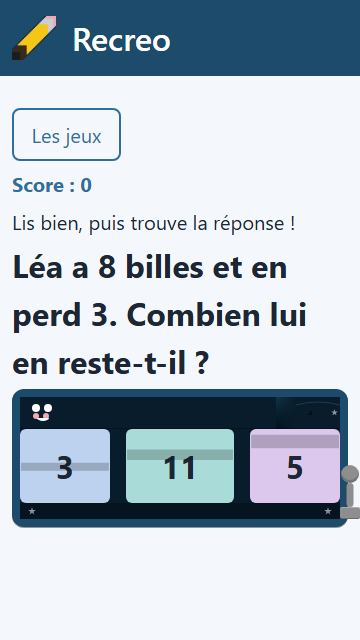 Recreo
Les jeux
Score : 0
Lis bien, puis trouve la réponse !
Léa a 8 billes et en
perd 3. Combien lui
en reste-t-il ?
3
11
5